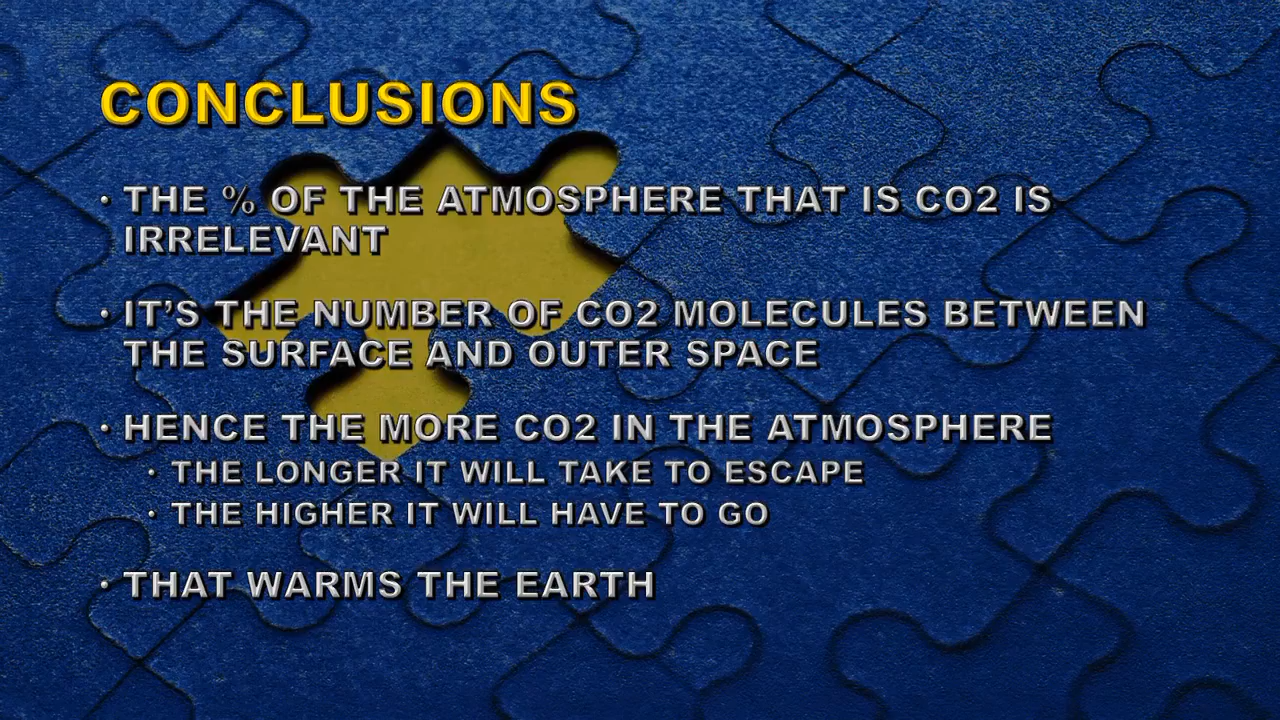 CONCLUSIONS
· THE % OF THE ATMOSPHERE THAT IS CO2 IS
IRRELEVANT
· IT’S THE NUMBER OF CO2 MOLECULES BETWEEN
THE SURFACE AND OUTER SPACE
· HENCE THE MORE CO2 IN THE ATMOSPHERE
· THE LONGER IT WILL TAKE TO ESCAPE
· THE HIGHER IT WILL HAVE TO GO
· THAT WARMS THE EARTH